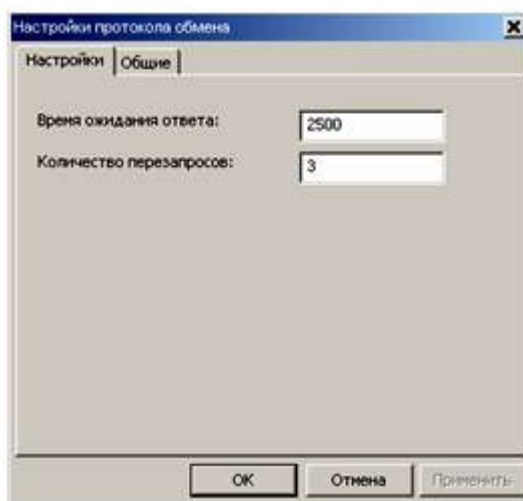 Настройки протокола обмена
Настройки Общие
Время ожидания ответа: 2500
Количество перезапросов: 3
OK Отмена Применить